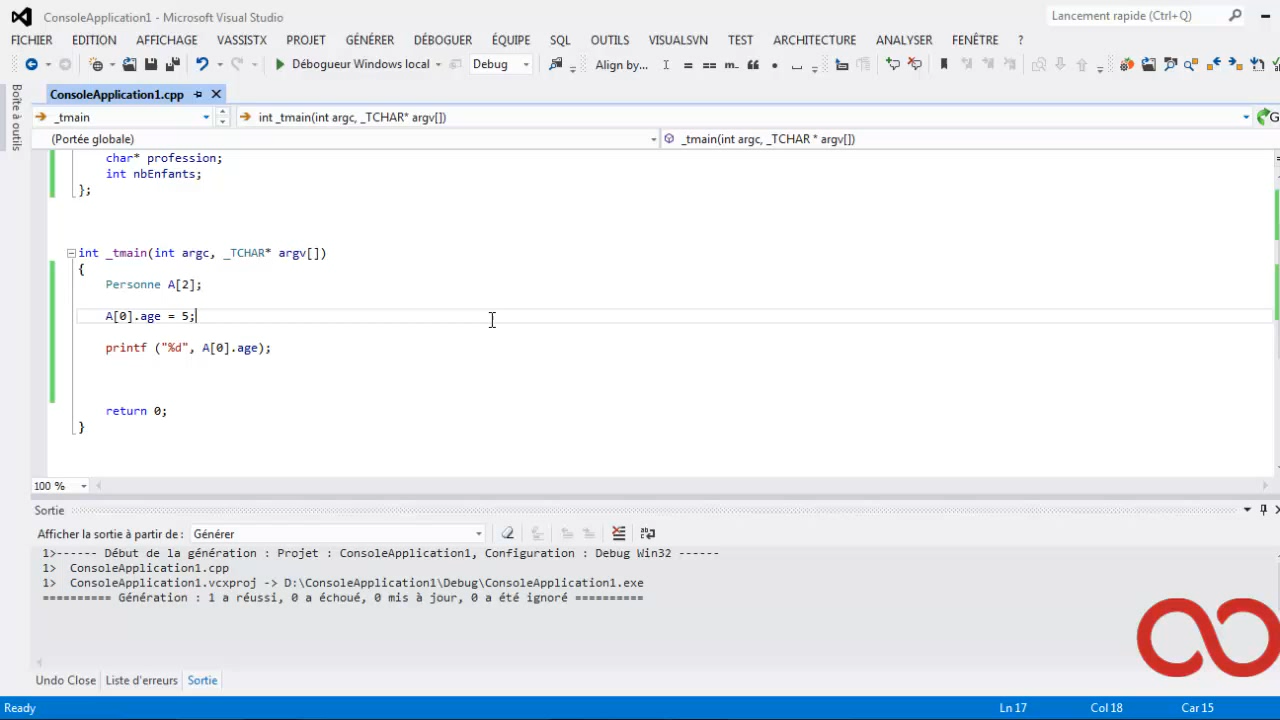 ConsoleApplication1 - Microsoft Visual Studio
Lancement rapide (Ctrl+Q)
FICHIER EDITION AFFICHAGE VASSISTX PROJET GÉNÉRER DÉBOGUER ÉQUIPE SQL OUTILS VISUALSVN TEST ARCHITECTURE ANALYSER FENÊTRE ?
Débogueur Windows local Debug Align by...
ConsoleApplication1.cpp
Boîte à outils
_tmain int _tmain(int argc, _TCHAR* argv[])
(Portée globale) _tmain(int argc, _TCHAR * argv[])
char* profession;
int nbEnfants;
};
int _tmain(int argc, _TCHAR* argv[])
{
Personne A[2];
A[0].age = 5;
printf ("%d", A[0].age);
return 0;
}
100 %
Sortie
Afficher la sortie à partir de : Générer
1>------ Début de la génération : Projet : ConsoleApplication1, Configuration : Debug Win32 ------
1>  ConsoleApplication1.cpp
1>  ConsoleApplication1.vcxproj -> D:\ConsoleApplication1\Debug\ConsoleApplication1.exe
========== Génération : 1 a réussi, 0 a échoué, 0 mis à jour, 0 a été ignoré ==========
Undo Close Liste d'erreurs Sortie
Ready Ln 17 Col 18 Car 15